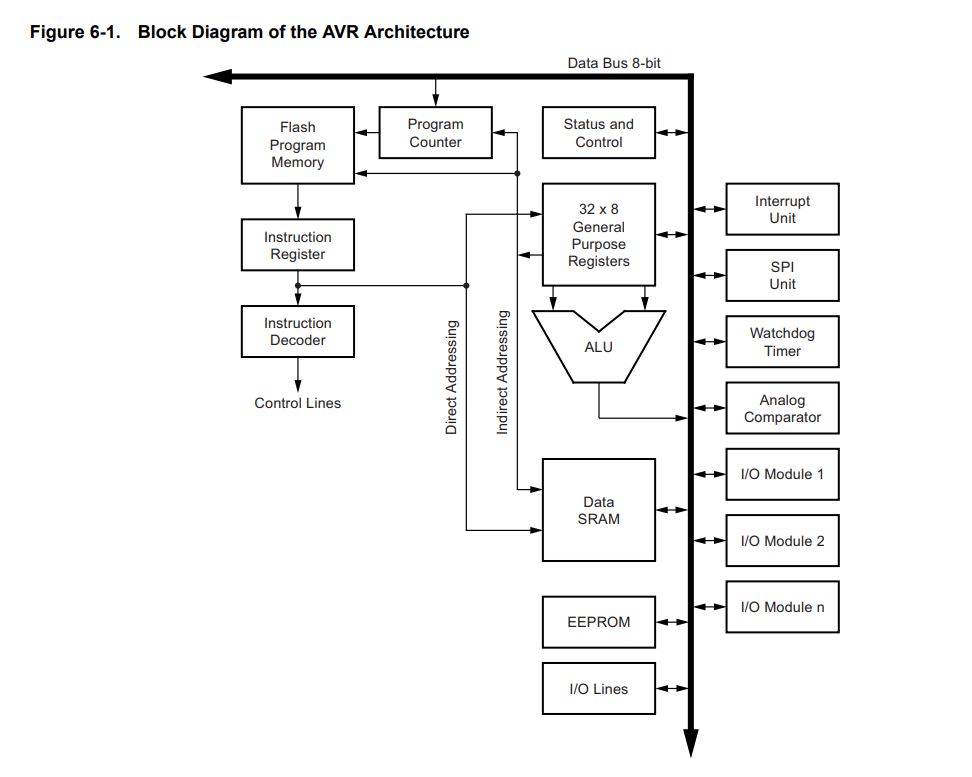 Figure 6-1. Block Diagram of the AVR Architecture
Data Bus 8-bit
Flash
Program
Memory
Program
Counter
Status and
Control
Instruction
Register
32 x 8
General
Purpose
Registers
Interrupt
Unit
SPI
Unit
Instruction
Decoder
ALU
Watchdog
Timer
Control Lines
Direct Addressing
Indirect Addressing
Analog
Comparator
I/O Module 1
Data
SRAM
I/O Module 2
I/O Module n
EEPROM
I/O Lines